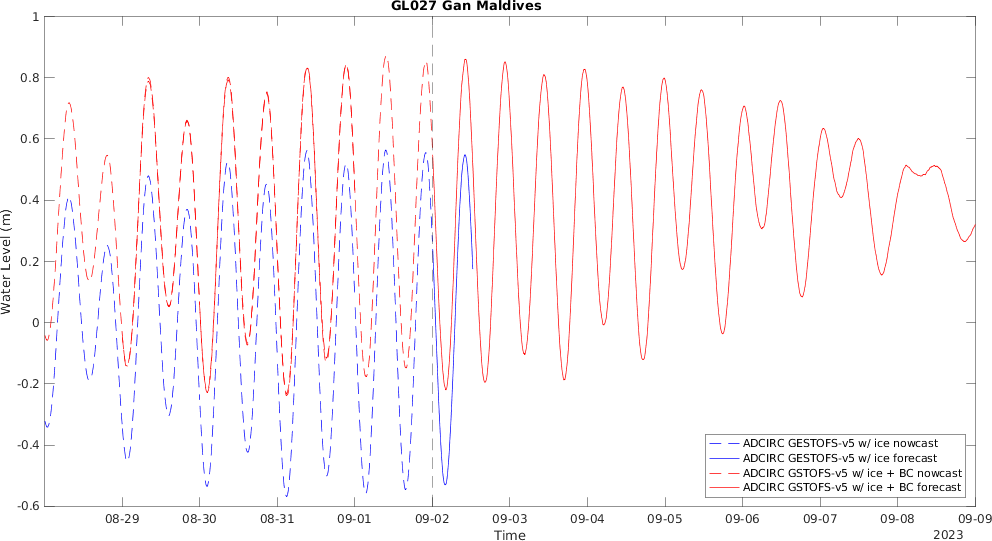 GL027 Gan Maldives
Water Level (m)
1
0.8
0.6
0.4
0.2
0
-0.2
-0.4
-0.6
ADCIRC GESTOFS-v5 w/ ice nowcast
ADCIRC GESTOFS-v5 w/ ice forecast
ADCIRC GSTOFS-v5 w/ ice + BC nowcast
ADCIRC GSTOFS-v5 w/ ice + BC forecast
08-29 08-30 08-31 09-01 09-02 09-03 09-04 09-05 09-06 09-07 09-08 09-09
Time
2023